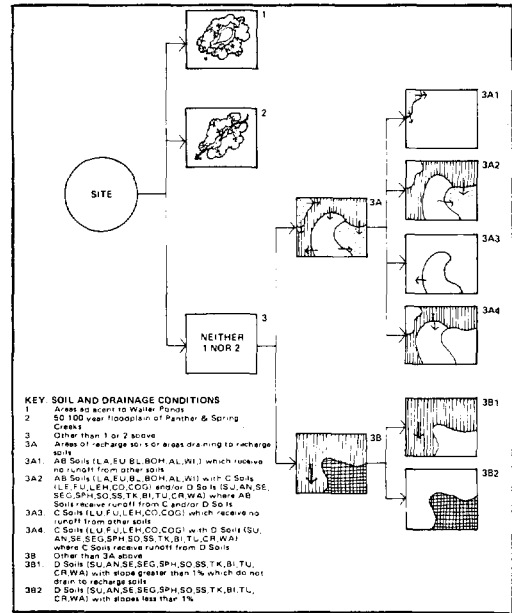 1
2
3A1
3A2
SITE
3A
3A3
3
NEITHER
1 NOR 2
3A4
3B1
3B
3B2
KEY: SOIL AND DRAINAGE CONDITIONS
1 Areas adjacent to Waller Ponds
2 50 100 year floodplain of Panther & Spring
Creeks
3 Other than 1 or 2 above
3A Areas of recharge soils or areas draining to recharge
soils
3A1. AB Soils (LA,EU,BL,BOH,AL,WI,) which receive
no runoff from other soils
3A2 AB Soils (LA,EU,BL,BOH,AL,WI) with C Soils
(LE,FU,LEH,CO,COG) and/or D Soils (SU,AN,SE,
SEG,SPH,SO,SS,TK,BI,TU,CR,WA) where AB
Soils receive runoff from C and/or D Soils
3A3. C Soils (LU,FU,LEH,CO,COG) which receive no
runoff from other soils
3A4. C Soils (LU,FU,LEH,CO,COG) with D Soils (SU,
AN,SE,SEG,SPH,SO,SS,TK,BI,TU,CR,WA)
where C Soils receive runoff from D Soils
3B Other than 3A above
3B1. D Soils (SU,AN,SE,SEG,SPH,SO,SS,TK,BI,TU,
CR,WA) with slope greater than 1% which do not
drain to recharge soils
3B2 D Soils (SU,AN,SE,SEG,SPH,SO,SS,TK,BI,TU,
CR,WA) with slopes less than 1%